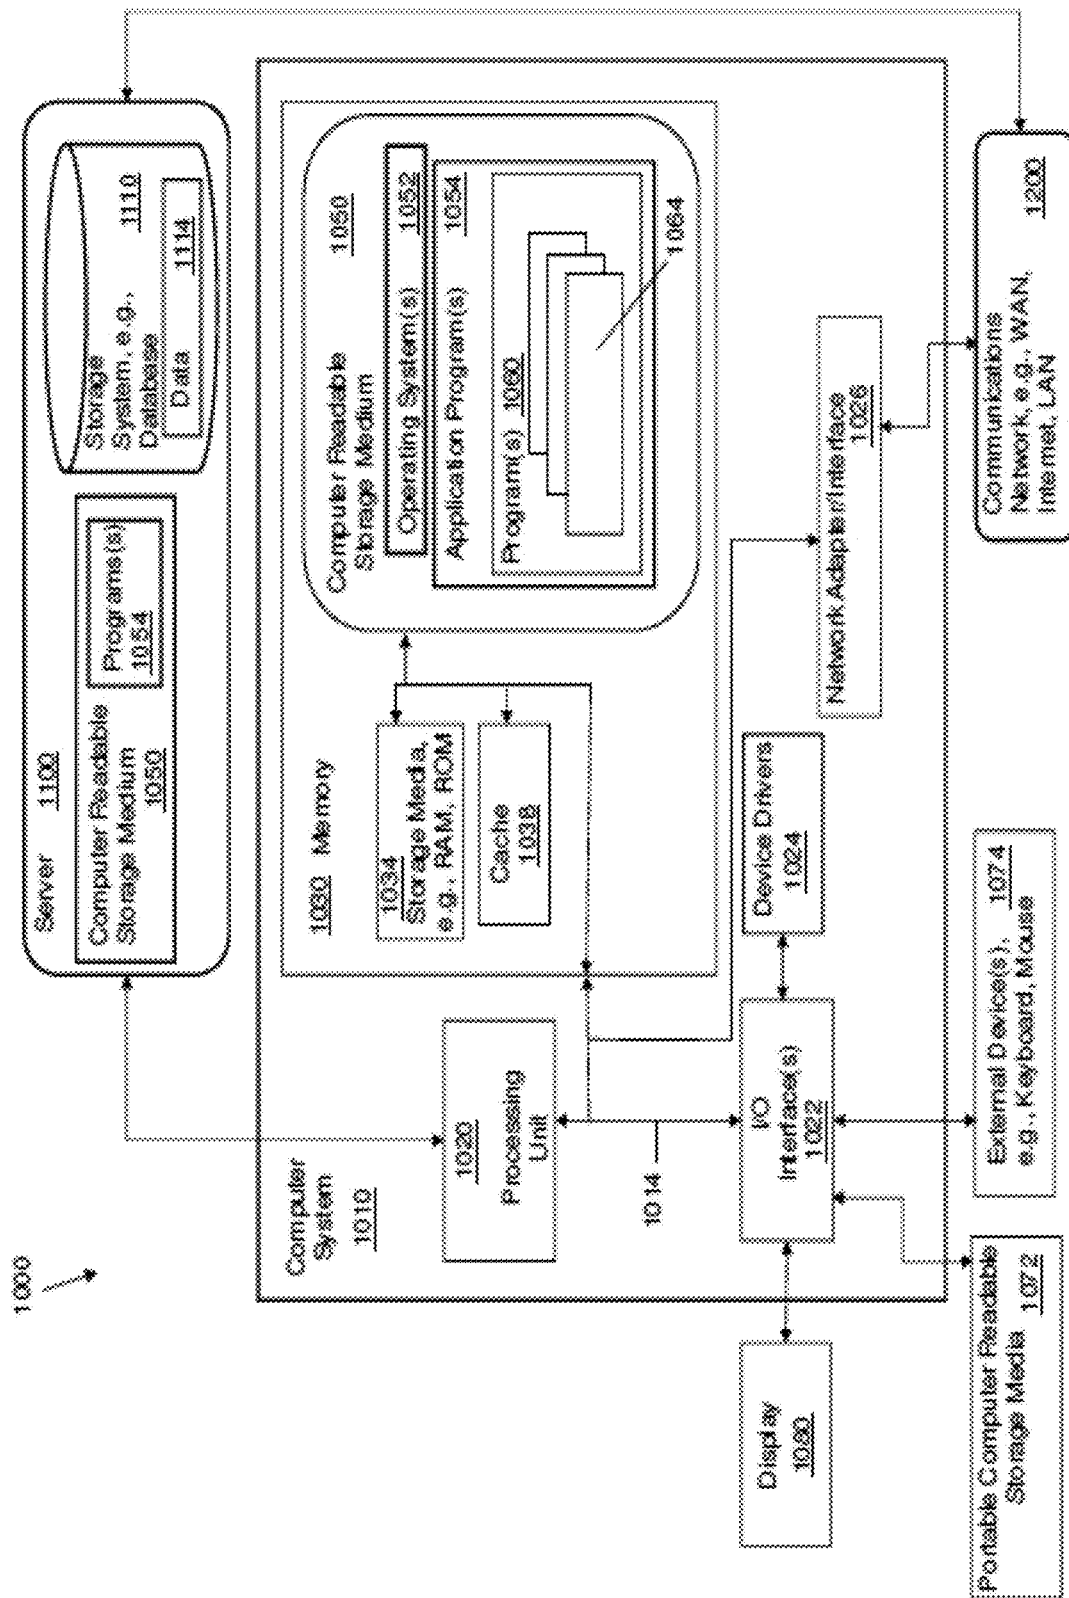 1000
Server 1100
Computer Readable
Storage Medium
1050
Programs(s)
1054
Storage
System, e.g.,
Database
1110
Data 1114
Computer
System
1010
1020
Processing
Unit
1014
1030 Memory
1034
Storage Media,
e.g., RAM, ROM
Cache
1038
Computer Readable
Storage Medium
1050
Operating System(s) 1052
Application Program(s) 1054
Program(s) 1060
1064
I/O
Interface(s)
1022
Device Drivers
1024
Network Adapter/Interface
1026
Display
1080
Portable Computer Readable
Storage Media 1072
External Device(s), 1074
e.g., Keyboard, Mouse
Communications
Network, e.g., WAN,
Internet, LAN
1200